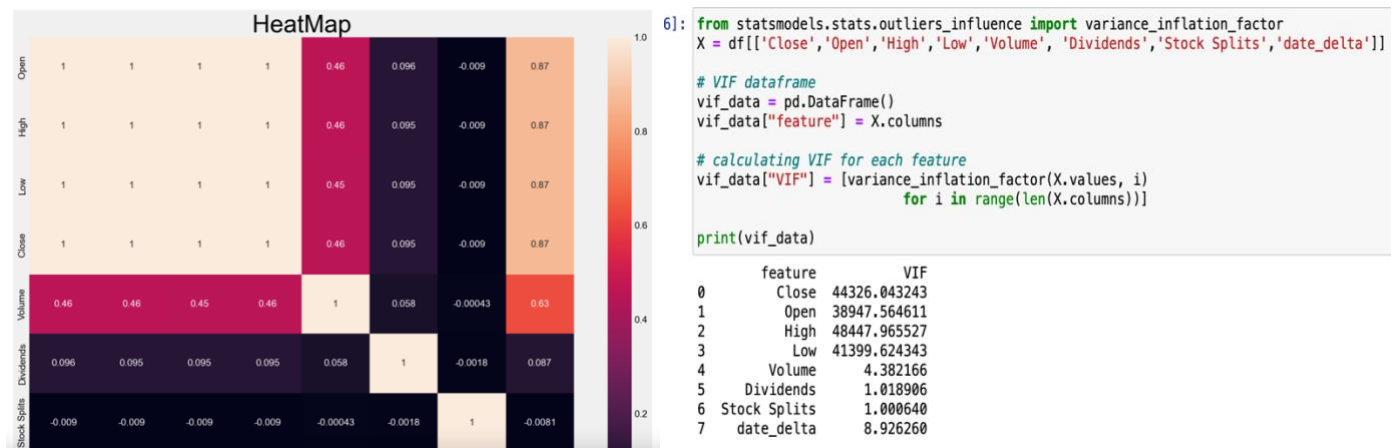 HeatMap
Open 1 1 1 1 0.46 0.096 -0.009 0.87
High 1 1 1 1 0.46 0.095 -0.009 0.87
Low 1 1 1 1 0.45 0.095 -0.009 0.87
Close 1 1 1 1 0.46 0.095 -0.009 0.87
Volume 0.46 0.46 0.45 0.46 1 0.058 -0.00043 0.63
Dividends 0.096 0.095 0.095 0.095 0.058 1 -0.0018 0.087
Stock Splits -0.009 -0.009 -0.009 -0.009 -0.00043 -0.0018 1 -0.0081
1.0
0.8
0.6
0.4
0.2
6]: from statsmodels.stats.outliers_influence import variance_inflation_factor
X = df[['Close','Open','High','Low','Volume', 'Dividends','Stock Splits','date_delta']]
# VIF dataframe
vif_data = pd.DataFrame()
vif_data["feature"] = X.columns
# calculating VIF for each feature
vif_data["VIF"] = [variance_inflation_factor(X.values, i)
for i in range(len(X.columns))]
print(vif_data)
feature VIF
0 Close 44326.043243
1 Open 38947.564611
2 High 48447.965527
3 Low 41399.624343
4 Volume 4.382166
5 Dividends 1.018906
6 Stock Splits 1.000640
7 date_delta 8.926260